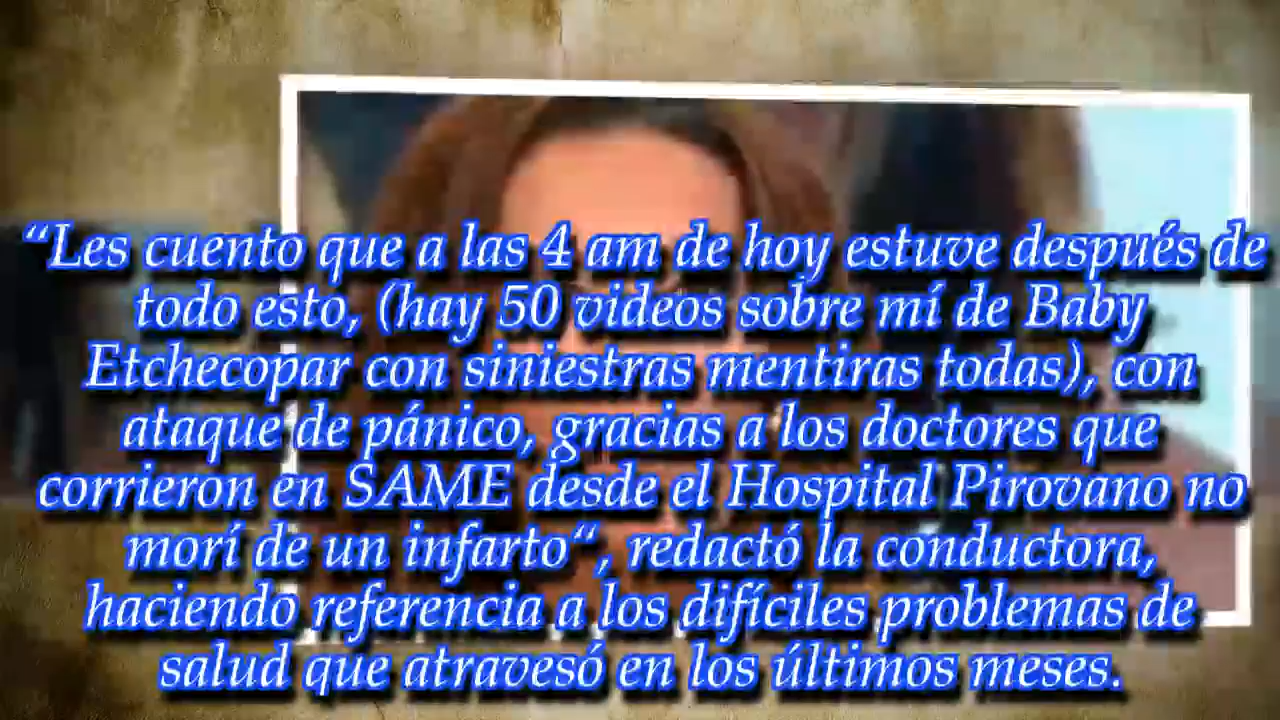 “Les cuento que a las 4 am de hoy estuve después de
todo esto, (hay 50 videos sobre mí de Baby
Etchecopar con siniestras mentiras todas), con
ataque de pánico, gracias a los doctores que
corrieron en SAME desde el Hospital Pirovano no
morí de un infarto“, redactó la conductora,
haciendo referencia a los difíciles problemas de
salud que atravesó en los últimos meses.